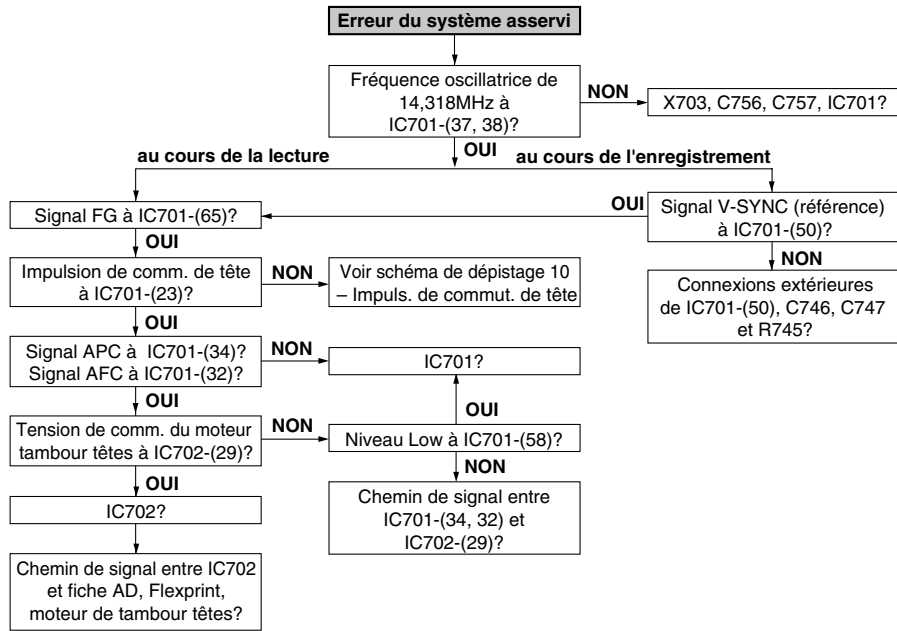 Erreur du système asservi
Fréquence oscillatrice de
14,318MHz à
IC701-(37, 38)?
NON
X703, C756, C757, IC701?
OUI
au cours de la lecture
au cours de l'enregistrement
Signal FG à IC701-(65)?
OUI
Signal V-SYNC (référence)
à IC701-(50)?
OUI
NON
Impulsion de comm. de tête
à IC701-(23)?
NON
Voir schéma de dépistage 10
– Impuls. de commut. de tête
Connexions extérieures
de IC701-(50), C746, C747
et R745?
OUI
Signal APC à IC701-(34)?
Signal AFC à IC701-(32)?
NON
IC701?
OUI
OUI
Tension de comm. du moteur
tambour têtes à IC702-(29)?
NON
Niveau Low à IC701-(58)?
OUI
NON
IC702?
Chemin de signal entre
IC701-(34, 32) et
IC702-(29)?
Chemin de signal entre IC702
et fiche AD, Flexprint,
moteur de tambour têtes?